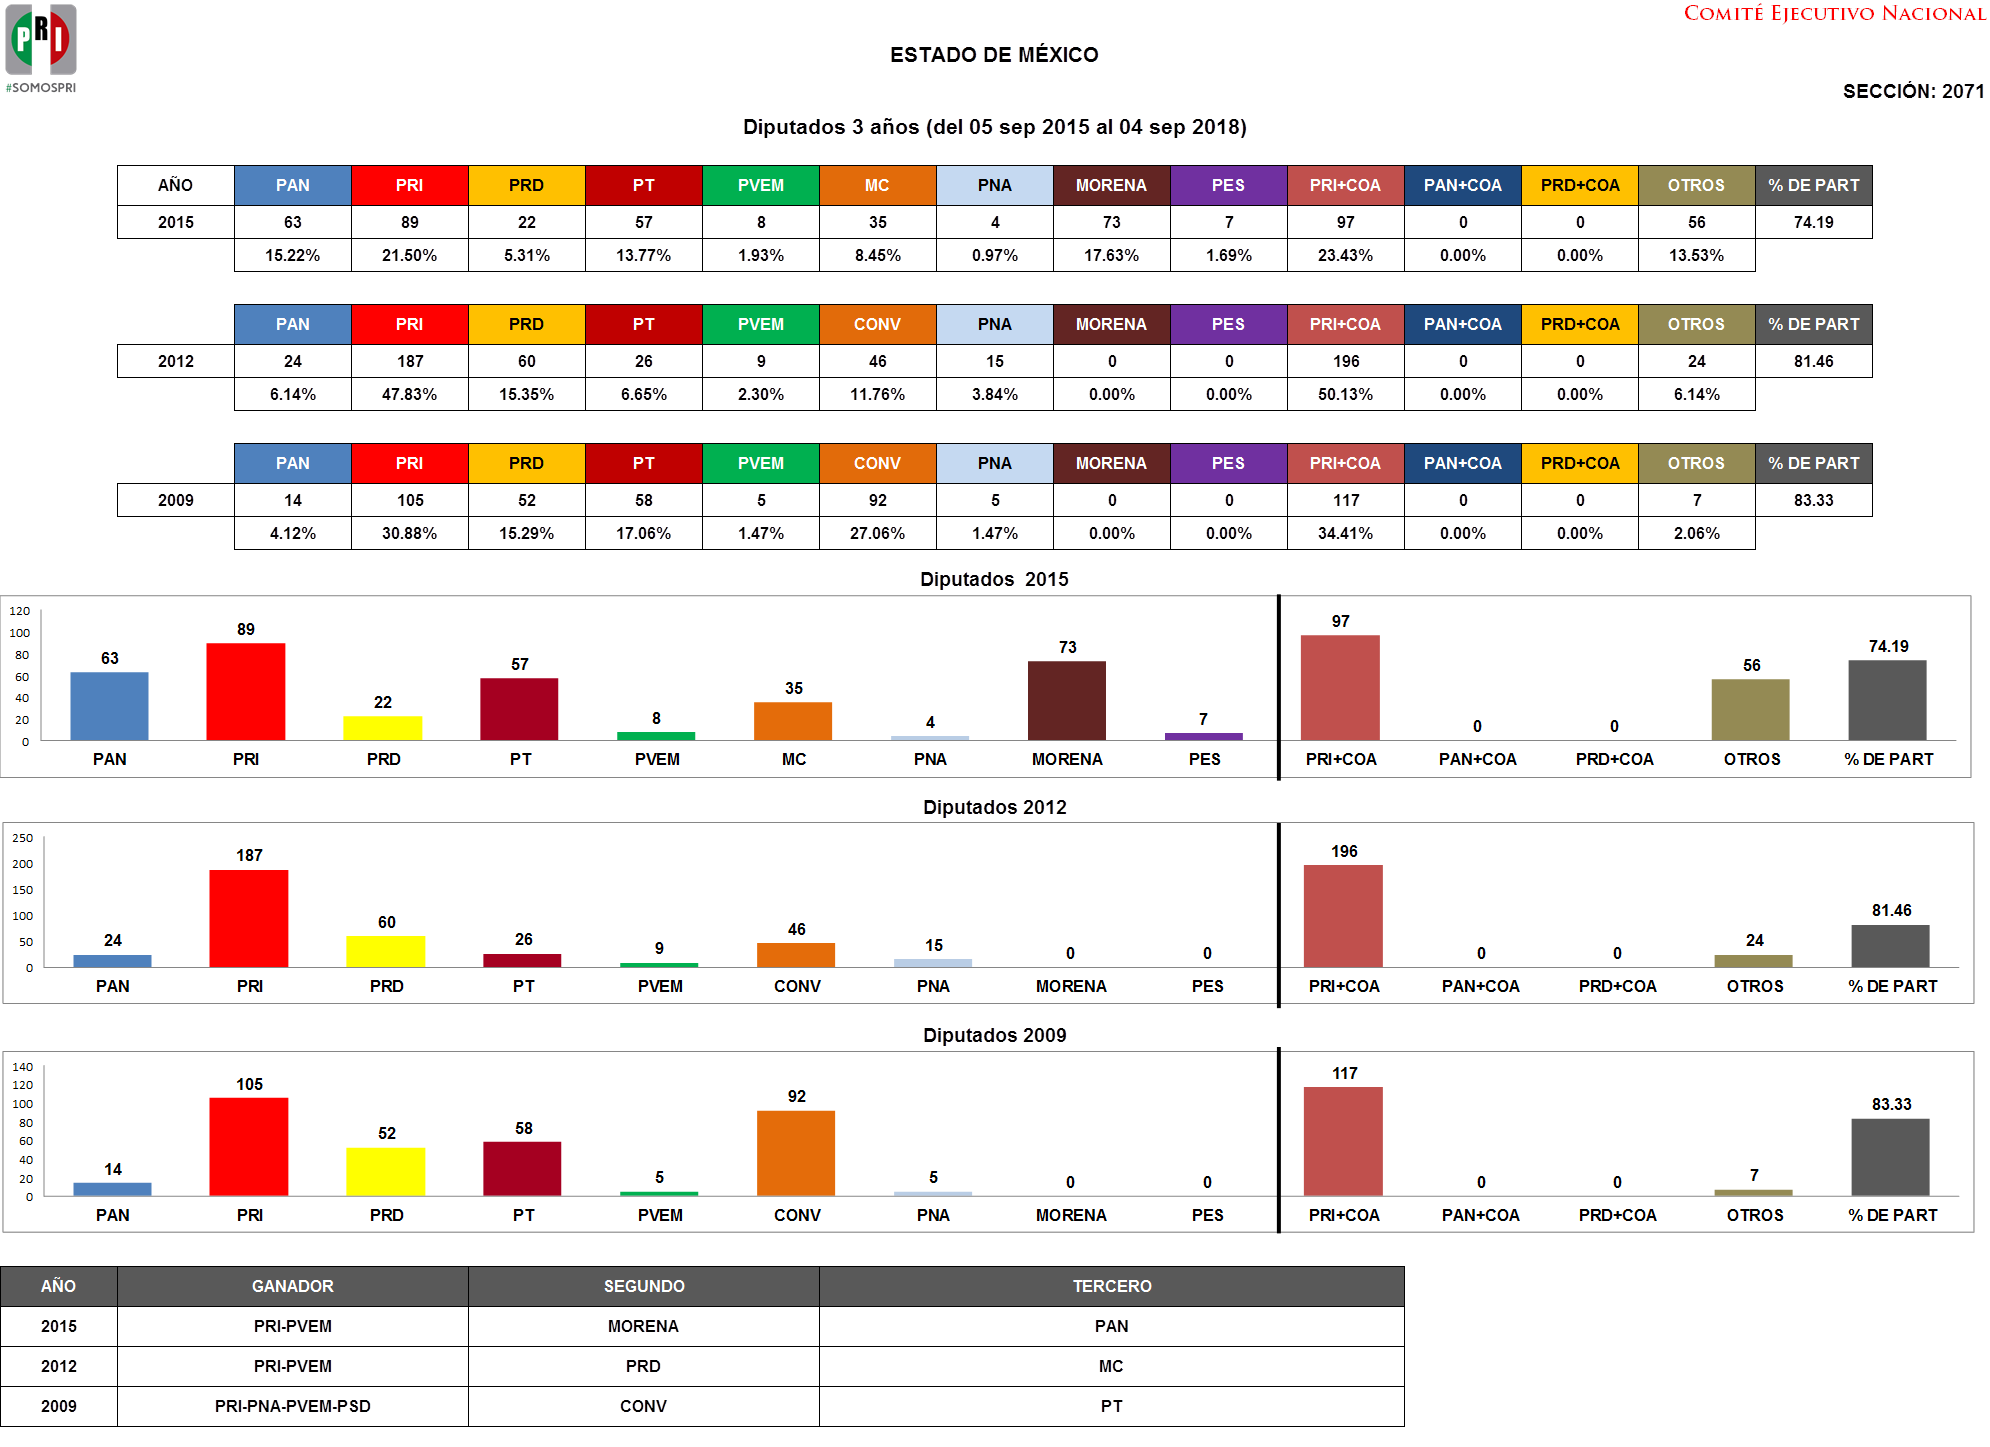 PRI
#SOMOSPRI
COMITÉ EJECUTIVO NACIONAL
ESTADO DE MÉXICO
SECCIÓN: 2071
Diputados 3 años (del 05 sep 2015 al 04 sep 2018)
AÑO PAN PRI PRD PT PVEM MC PNA MORENA PES PRI+COA PAN+COA PRD+COA OTROS % DE PART
2015 63 89 22 57 8 35 4 73 7 97 0 0 56 74.19
15.22% 21.50% 5.31% 13.77% 1.93% 8.45% 0.97% 17.63% 1.69% 23.43% 0.00% 0.00% 13.53%
PAN PRI PRD PT PVEM CONV PNA MORENA PES PRI+COA PAN+COA PRD+COA OTROS % DE PART
2012 24 187 60 26 9 46 15 0 0 196 0 0 24 81.46
6.14% 47.83% 15.35% 6.65% 2.30% 11.76% 3.84% 0.00% 0.00% 50.13% 0.00% 0.00% 6.14%
PAN PRI PRD PT PVEM CONV PNA MORENA PES PRI+COA PAN+COA PRD+COA OTROS % DE PART
2009 14 105 52 58 5 92 5 0 0 117 0 0 7 83.33
4.12% 30.88% 15.29% 17.06% 1.47% 27.06% 1.47% 0.00% 0.00% 34.41% 0.00% 0.00% 2.06%
Diputados 2015
120
100
80
60
40
20
0
63 89 22 57 8 35 4 73 7 97 0 0 56 74.19
PAN PRI PRD PT PVEM MC PNA MORENA PES PRI+COA PAN+COA PRD+COA OTROS % DE PART
Diputados 2012
250
200
150
100
50
0
24 187 60 26 9 46 15 0 0 196 0 0 24 81.46
PAN PRI PRD PT PVEM CONV PNA MORENA PES PRI+COA PAN+COA PRD+COA OTROS % DE PART
Diputados 2009
140
120
100
80
60
40
20
0
14 105 52 58 5 92 5 0 0 117 0 0 7 83.33
PAN PRI PRD PT PVEM CONV PNA MORENA PES PRI+COA PAN+COA PRD+COA OTROS % DE PART
AÑO GANADOR SEGUNDO TERCERO
2015 PRI-PVEM MORENA PAN
2012 PRI-PVEM PRD MC
2009 PRI-PNA-PVEM-PSD CONV PT